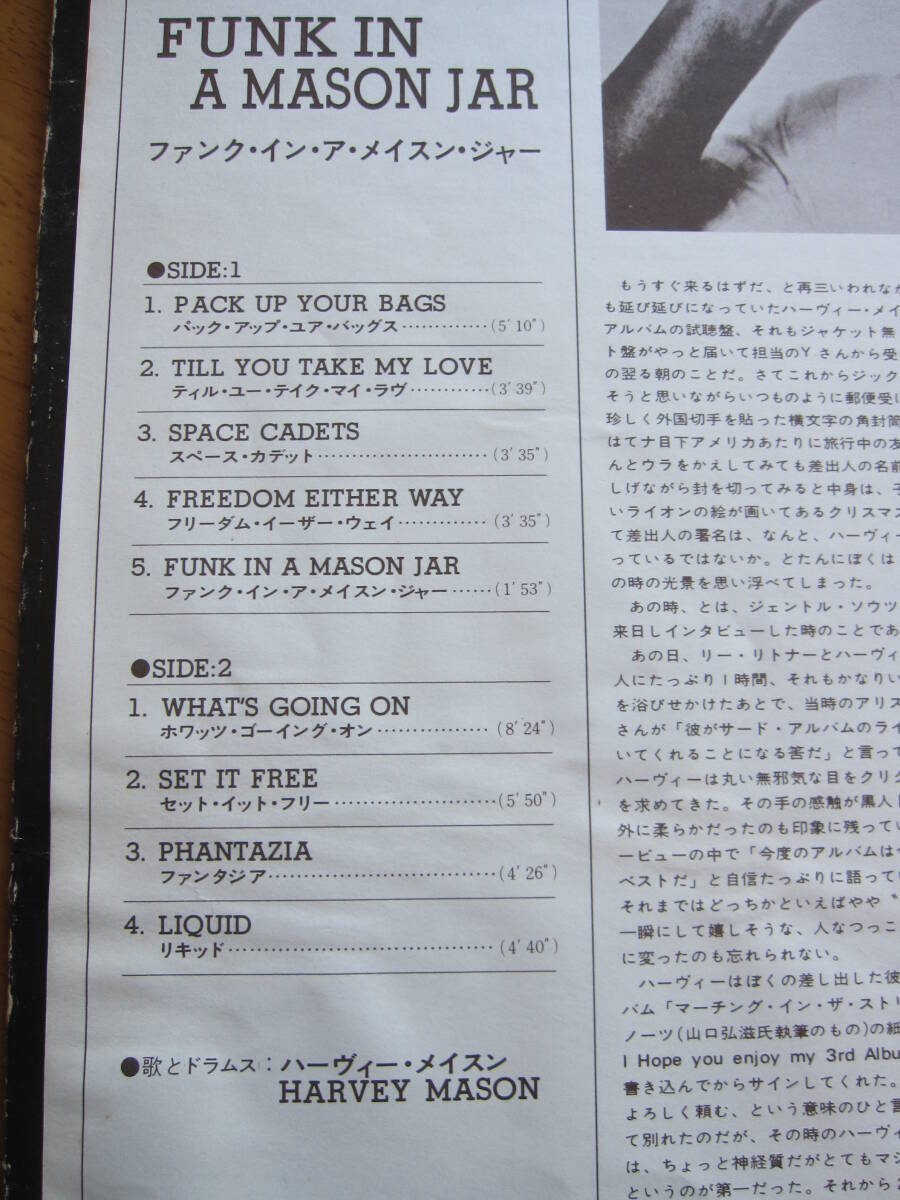 FUNK IN
A MASON JAR
ファンク・イン・ア・メイスン・ジャー
●SIDE:1
1. PACK UP YOUR BAGS
パック・アップ・ユア・バッグス…………(5′10″)
2. TILL YOU TAKE MY LOVE
ティル・ユー・テイク・マイ・ラヴ…………(3′39″)
3. SPACE CADETS
スペース・カデット……………………(3′35″)
4. FREEDOM EITHER WAY
フリーダム・イーザー・ウェイ…………(3′35″)
5. FUNK IN A MASON JAR
ファンク・イン・ア・メイスン・ジャー……(1′53″)
●SIDE:2
1. WHAT'S GOING ON
ホワッツ・ゴーイング・オン……………(8′24″)
2. SET IT FREE
セット・イット・フリー……………………(5′50″)
3. PHANTAZIA
ファンタジア……………………………(4′26″)
4. LIQUID
リキッド…………………………………(4′40″)
●歌とドラムス：ハーヴィー・メイスン
HARVEY MASON
もうすぐ来るはずだ、と再三いわれなが
も延び延びになっていたハーヴィー・メイ
アルバムの試聴盤、それもジャケット無
ト盤がやっと届いて担当のYさんから受
の翌る朝のことだ。さてこれからジック
そうと思いながらいつものように郵便受に
珍しく外国切手を貼った横文字の角封筒
はてナ目下アメリカあたりに旅行中の友
んとウラをかえしてみても差出人の名前
しげながら封を切ってみると中身は、子
いライオンの絵が画いてあるクリスマス
て差出人の署名は、なんと、ハーヴィー
っているではないか。とたんにぼくは
の時の光景を思い浮べてしまった。
あの時、とは、ジェントル・ソウツ
来日しインタビューした時のことであ
あの日、リー・リトナーとハーヴィ
人にたっぷり1時間、それもかなりい
を浴びせかけたあとで、当時のアリス
さんが「彼がサード・アルバムのライ
いてくれることになる筈だ」と言って
ハーヴィーは丸い無邪気な目をクリク
を求めてきた。その手の感触が黒人
外に柔らかだったのも印象に残ってい
ービューの中で「今度のアルバムは今
ベストだ」と自信たっぷりに語ってい
それまではどっちかといえばやや〝
一瞬にして嬉しそうな、人なつっこ
に変ったのも忘れられない。
ハーヴィーはぼくの差し出した彼
バム「マーチング・イン・ザ・ストリ
ノーツ(山口弘滋氏執筆のもの)の紙
I Hope you enjoy my 3rd Albu
書き込んでからサインしてくれた。
よろしく頼む、という意味のひと言
て別れたのだが、その時のハーヴィ
は、ちょっと神経質だがとてもマジ
というのが第一だった。それから2